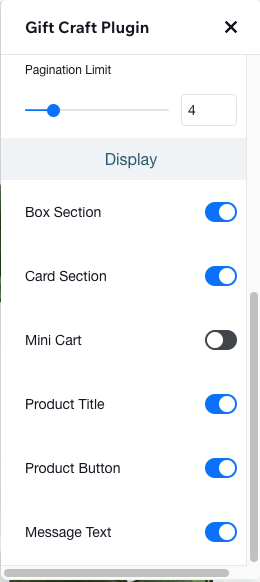 Gift Craft Plugin
Pagination Limit
4
Display
Box Section
Card Section
Mini Cart
Product Title
Product Button
Message Text